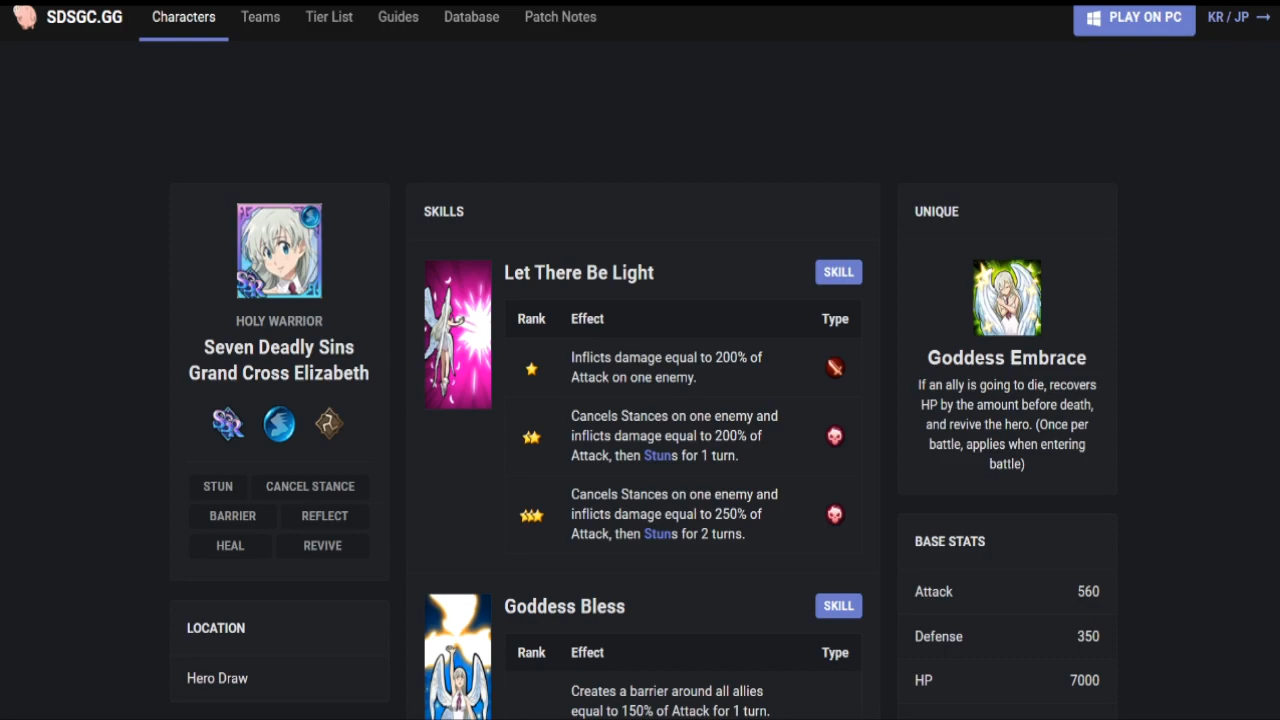 SDSGC.GG
Characters
Teams
Tier List
Guides
Database
Patch Notes
PLAY ON PC
KR / JP →
SSR
HOLY WARRIOR
Seven Deadly Sins
Grand Cross Elizabeth
SSR
STUN
CANCEL STANCE
BARRIER
REFLECT
HEAL
REVIVE
LOCATION
Hero Draw
SKILLS
Let There Be Light
SKILL
Rank Effect Type
Inflicts damage equal to 200% of
Attack on one enemy.
Cancels Stances on one enemy and
inflicts damage equal to 200% of
Attack, then Stuns for 1 turn.
Cancels Stances on one enemy and
inflicts damage equal to 250% of
Attack, then Stuns for 2 turns.
Goddess Bless
SKILL
Rank Effect Type
Creates a barrier around all allies
equal to 150% of Attack for 1 turn.
UNIQUE
Goddess Embrace
If an ally is going to die, recovers
HP by the amount before death,
and revive the hero. (Once per
battle, applies when entering
battle)
BASE STATS
Attack 560
Defense 350
HP 7000